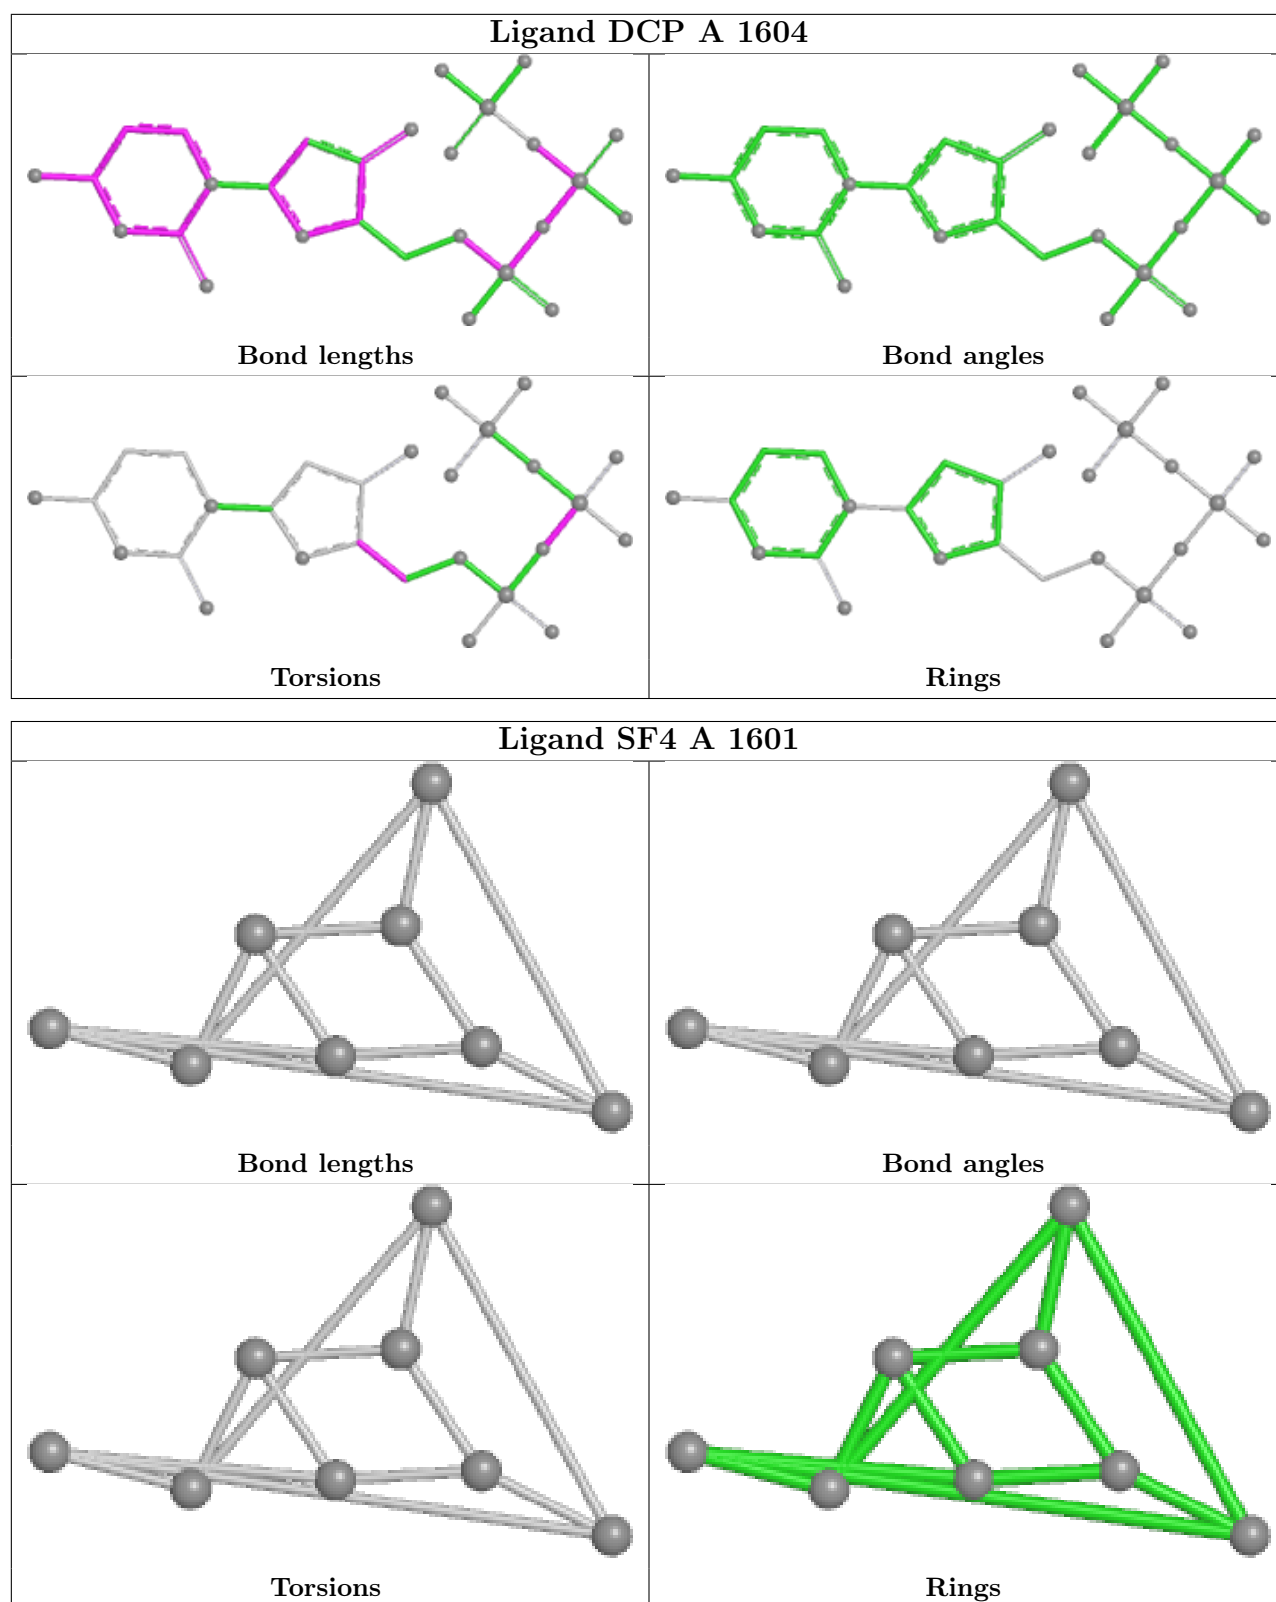 Ligand DCP A 1604
Bond lengths
Bond angles
Torsions
Rings
Ligand SF4 A 1601
Bond lengths
Bond angles
Torsions
Rings